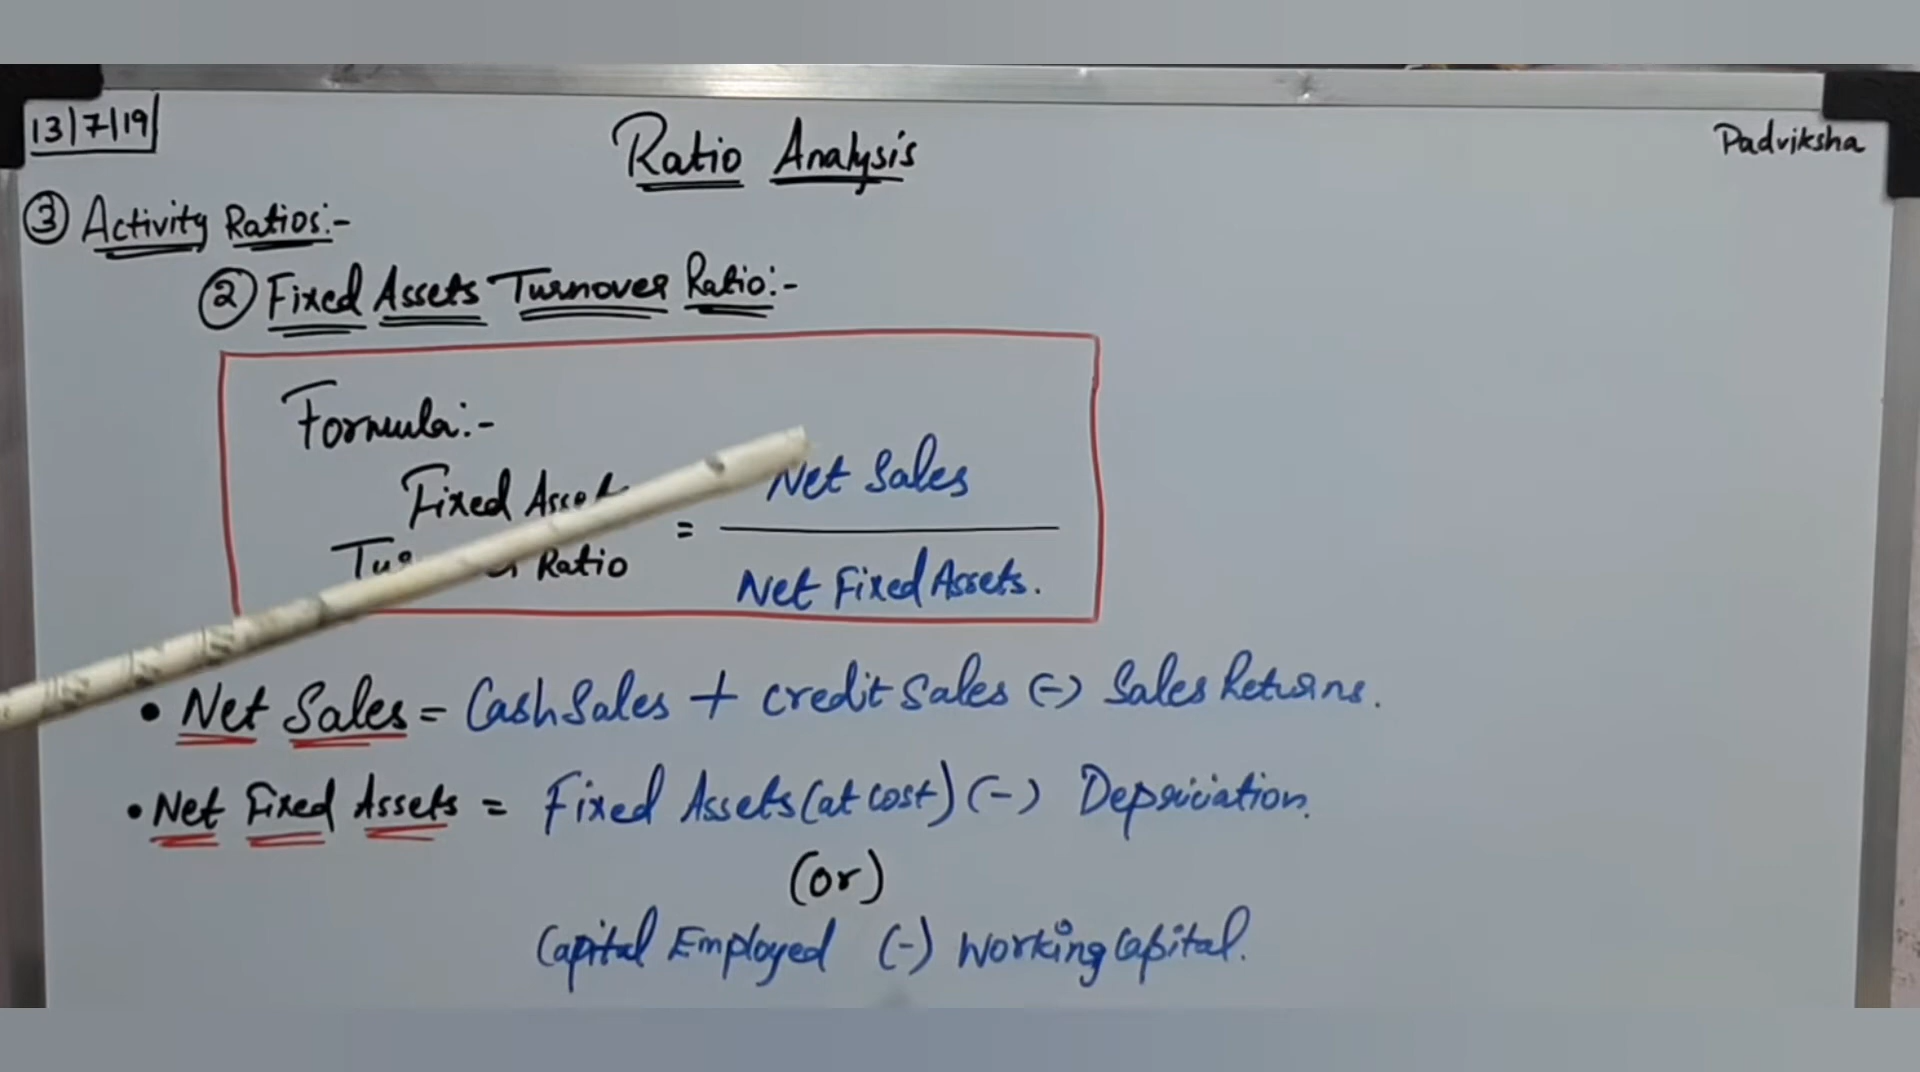 13/7/19
Ratio Analysis
Padviksha
③ Activity Ratios:-
② Fixed Assets Turnover Ratio:-
Formula:-
Fixed = Net Sales
Ratio Net Fixed Assets.
• Net Sales = Cash Sales + credit Sales (-) Sales Returns.
• Net Fixed Assets = Fixed Assets (at cost) (-) Depriciation.
(or)
Capital Employed (-) Working Capital.